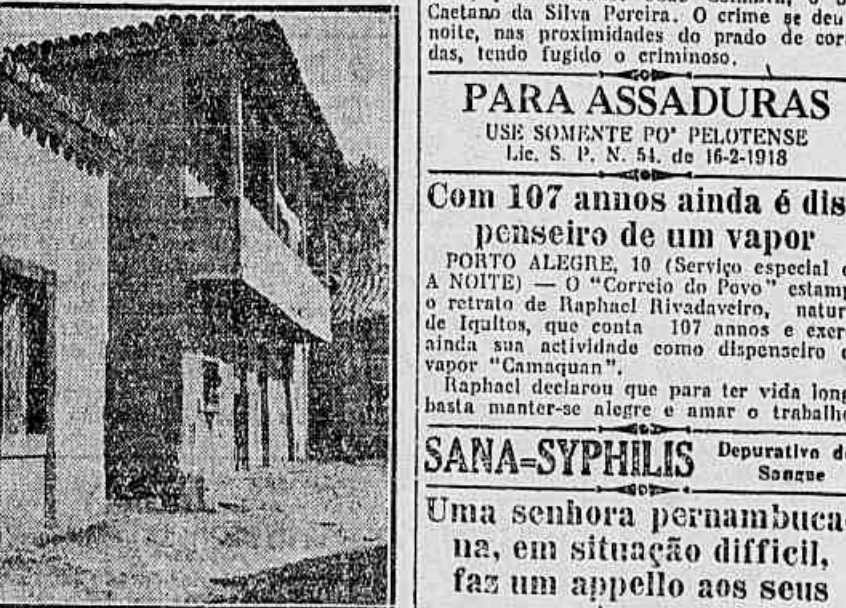 Caetano da Silva Pereira. O crime se deu
noite, nas proximidades do prado de cor
das, tendo fugido o criminoso.
PARA ASSADURAS
USE SOMENTE PO' PELOTENSE
Lic. S. P. N. 54. de 16-2-1918
Com 107 annos ainda é dis
penseiro de um vapor
PORTO ALEGRE, 10 (Serviço especial
A NOITE) — O "Correio do Povo" estamp
o retrato de Raphael Rivadaveiro, natur
de Iquitos, que conta 107 annos e exer
ainda sua actividade como dispenseiro
vapor "Camaquan".
Raphael declarou que para ter vida long
basta manter-se alegre e amar o trabalho
SANA-SYPHILIS Depurativo d
Sangue
Uma senhora pernambuca-
na, em situação difficil,
faz um appello aos seus